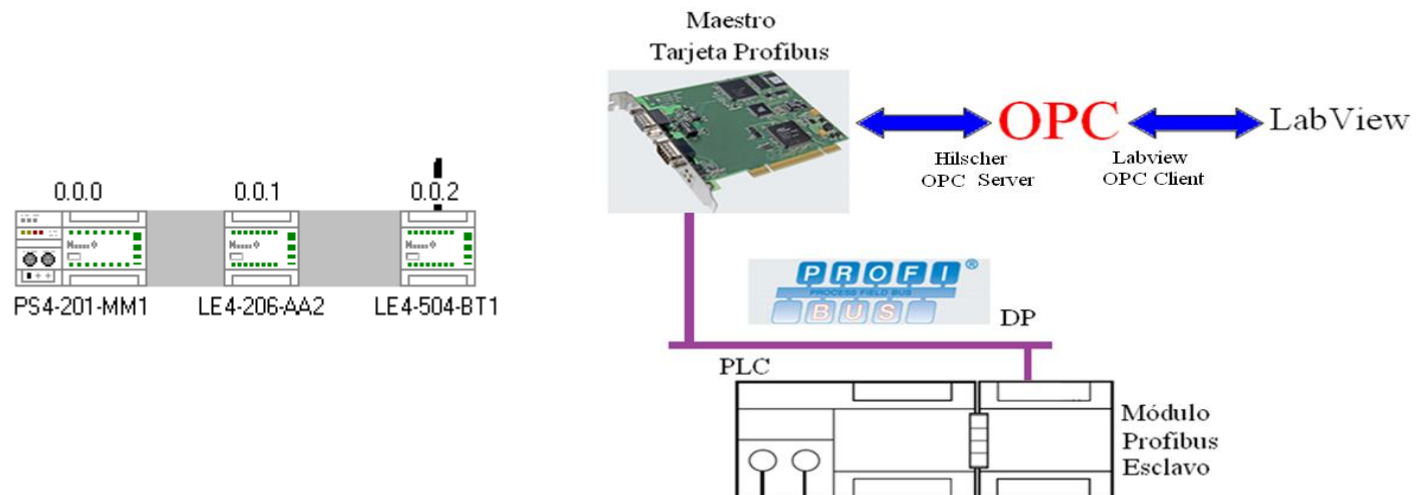 Maestro
Tarjeta Profibus
OPC
LabView
Hilscher
OPC Server
Labview
OPC Client
0.0.0
0.0.1
0.0.2
PS4-201-MM1
LE4-206-AA2
LE4-504-BT1
PROFI®
PROCESS FIELD BUS
BUS
DP
PLC
Módulo
Profibus
Esclavo